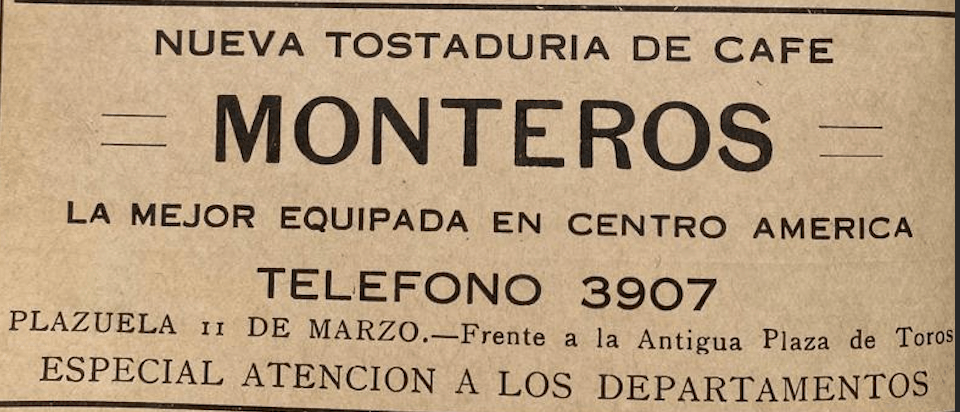 NUEVA TOSTADURIA DE CAFE
MONTEROS
LA MEJOR EQUIPADA EN CENTRO AMERICA
TELEFONO 3907
PLAZUELA 11 DE MARZO.—Frente a la Antigua Plaza de Toros
ESPECIAL ATENCION A LOS DEPARTAMENTOS